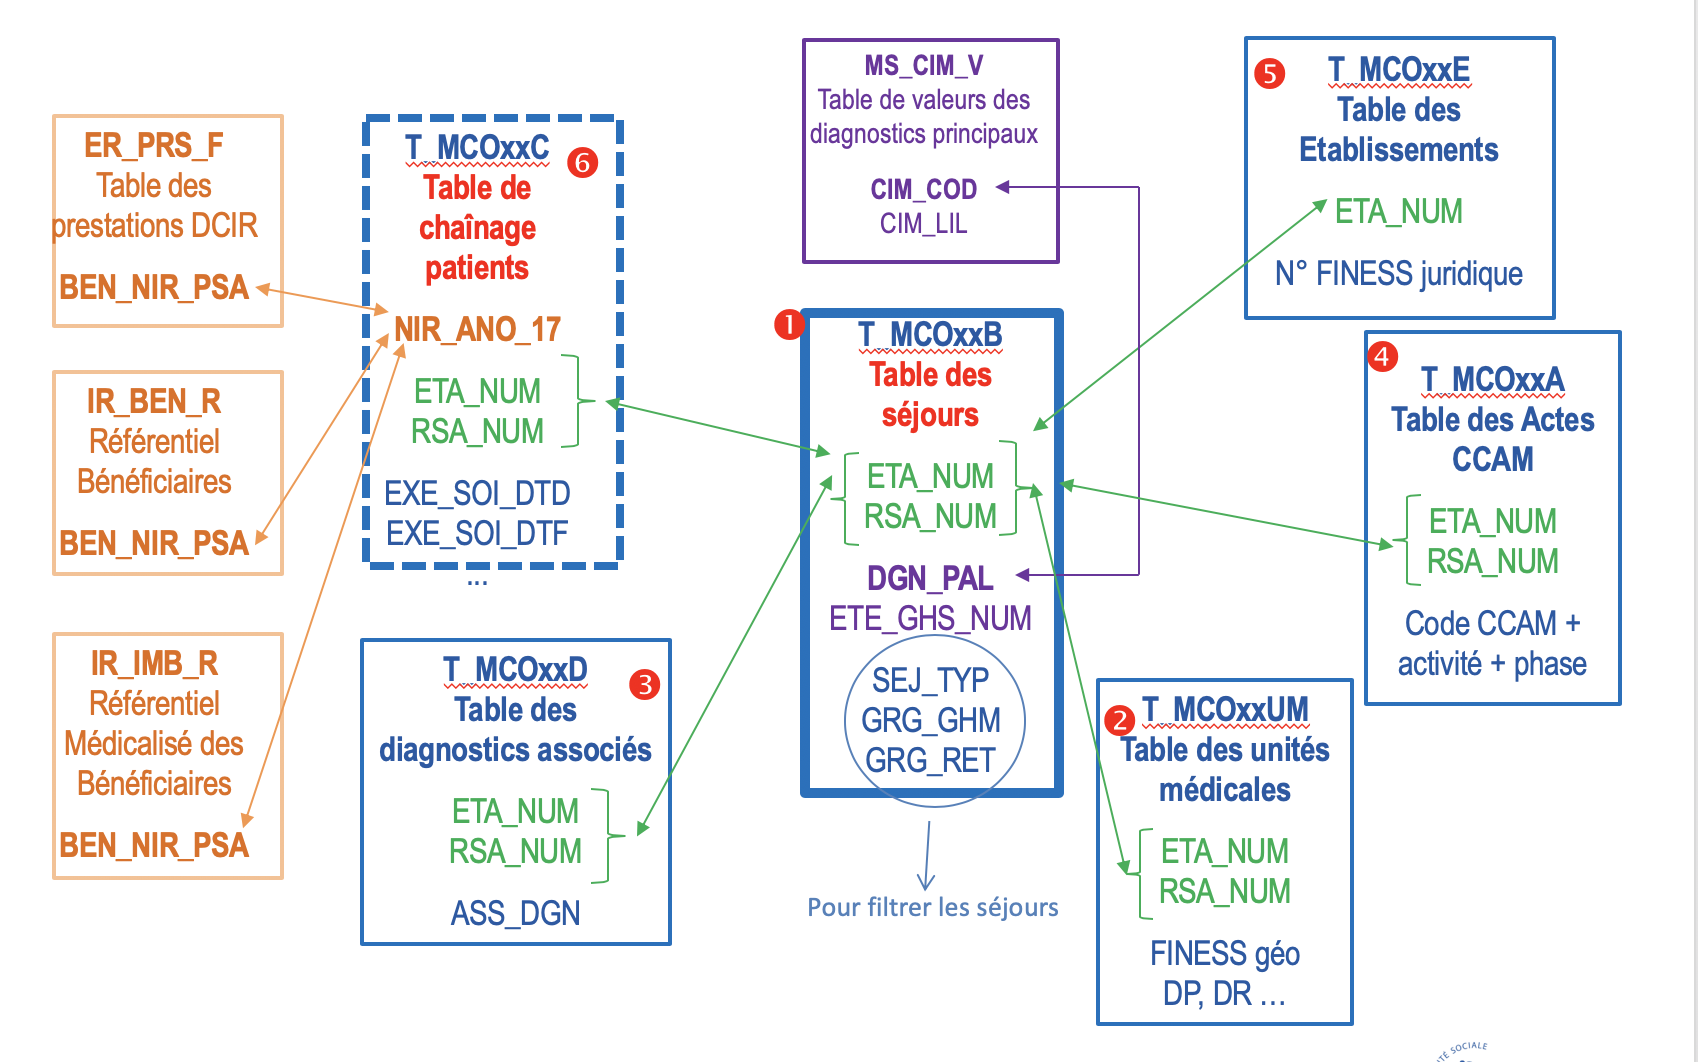 ER_PRS_F
Table des
prestations DCIR
BEN_NIR_PSA
IR_BEN_R
Référentiel
Bénéficiaires
BEN_NIR_PSA
IR_IMB_R
Référentiel
Médicalisé des
Bénéficiaires
BEN_NIR_PSA
T_MCOxxC
6
Table de
chaînage
patients
NIR_ANO_17
ETA_NUM
RSA_NUM
EXE_SOI_DTD
EXE_SOI_DTF
...
T_MCOxxD
3
Table des
diagnostics associés
ETA_NUM
RSA_NUM
ASS_DGN
MS_CIM_V
Table de valeurs des
diagnostics principaux
CIM_COD
CIM_LIL
1
T_MCOxxB
Table des
séjours
ETA_NUM
RSA_NUM
DGN_PAL
ETE_GHS_NUM
SEJ_TYP
GRG_GHM
GRG_RET
Pour filtrer les séjours
5
T_MCOxxE
Table des
Etablissements
ETA_NUM
N° FINESS juridique
4
T_MCOxxA
Table des Actes
CCAM
ETA_NUM
RSA_NUM
Code CCAM +
activité + phase
2
T_MCOxxUM
Table des unités
médicales
ETA_NUM
RSA_NUM
FINESS géo
DP, DR ...
SOCIALE